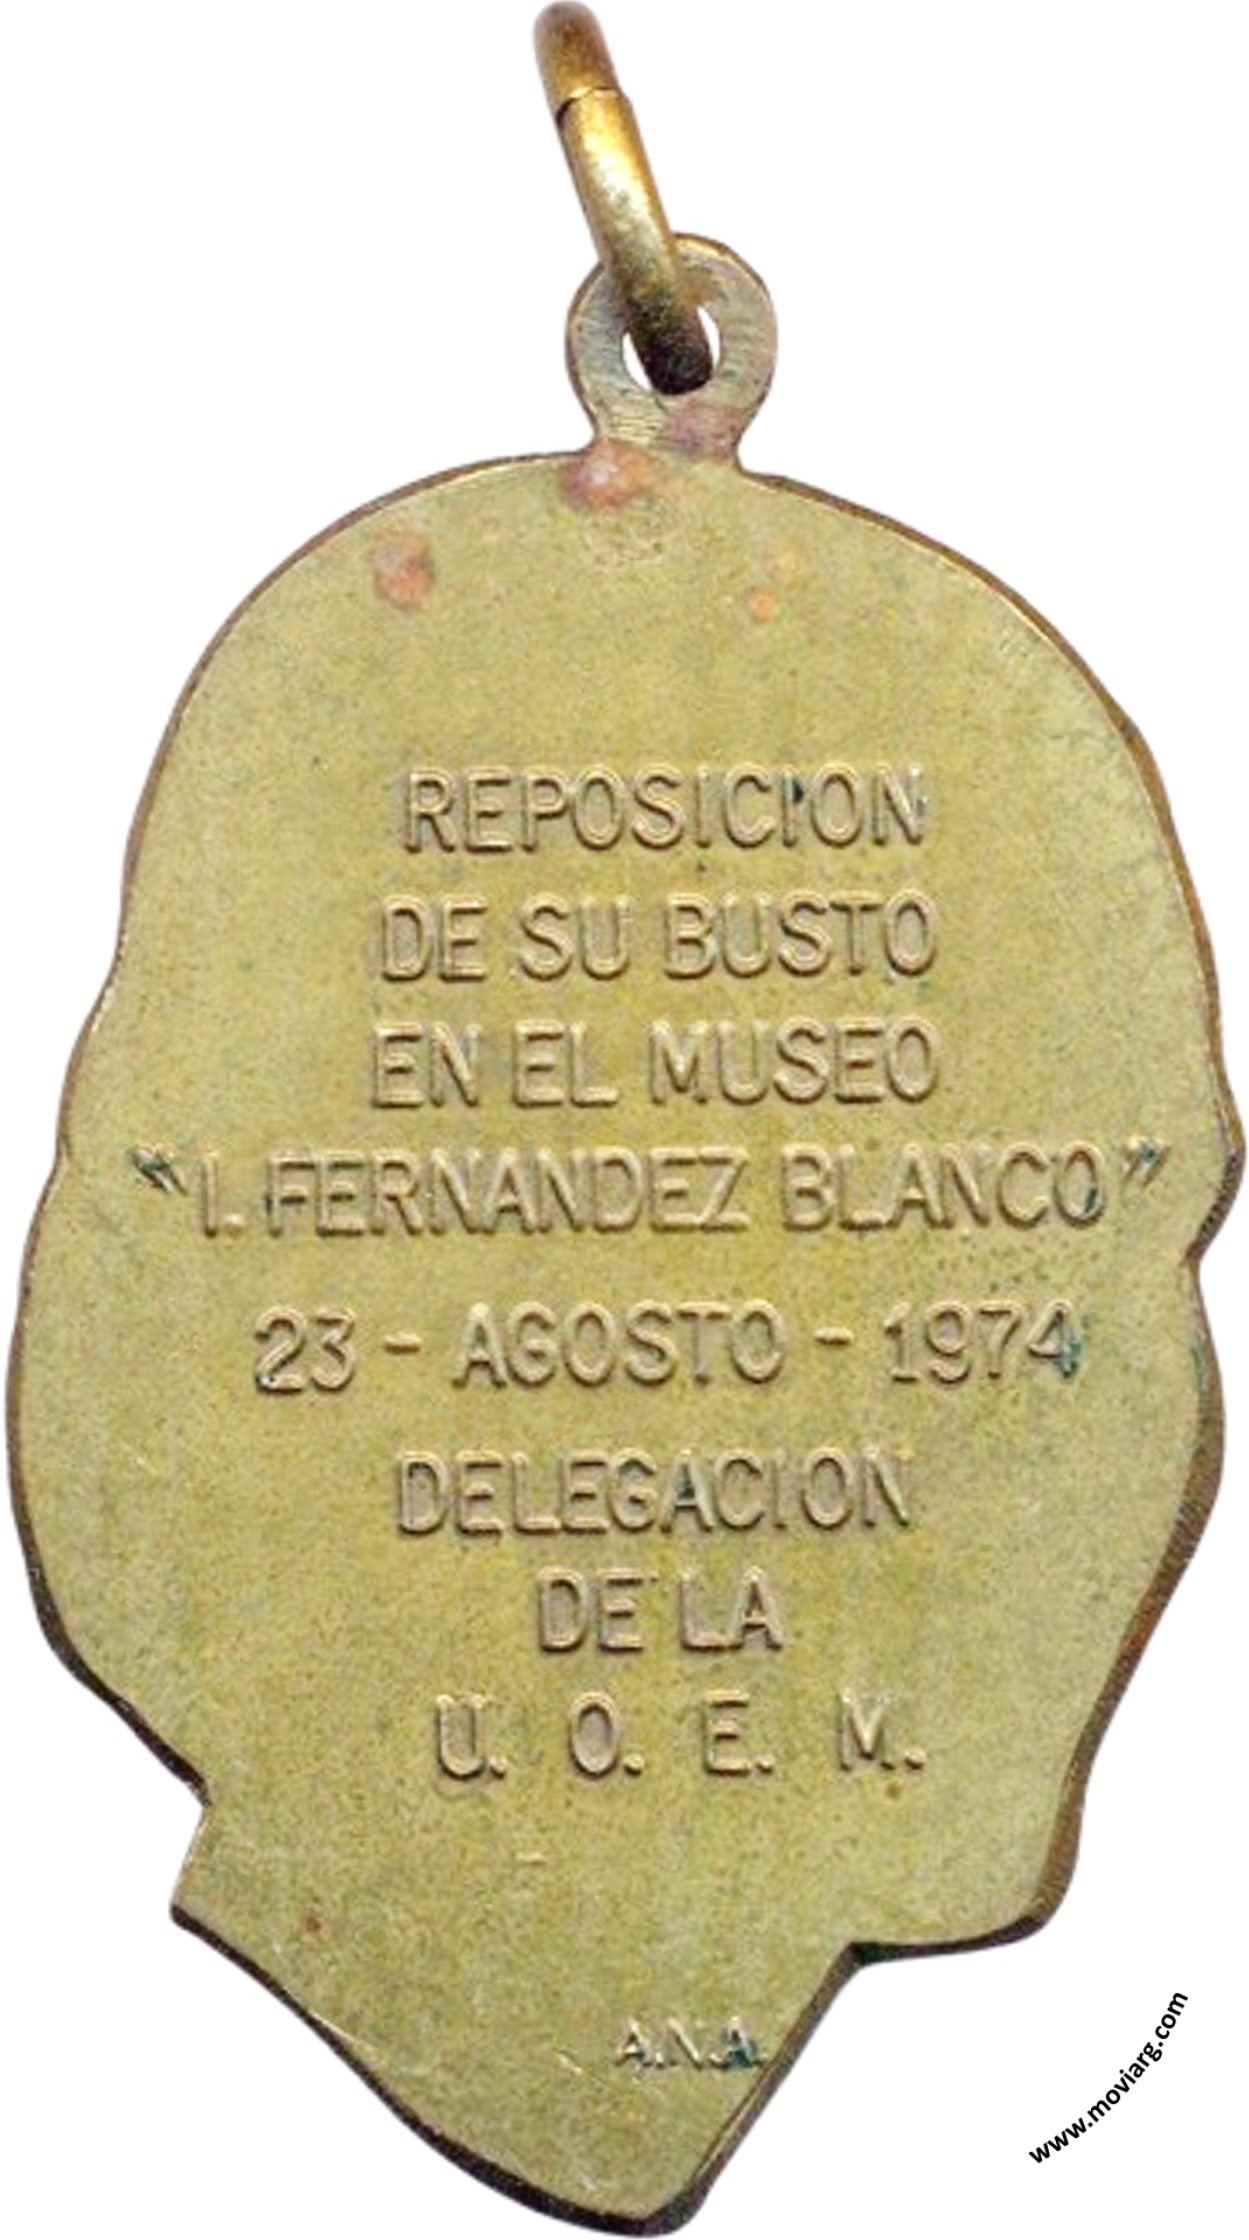 REPOSICION
DE SU BUSTO
EN EL MUSEO
"I. FERNANDEZ BLANCO"
23 - AGOSTO - 1974
DELEGACION
DE LA
U. O. E. M.
A.N.A.
www.moviarg.com